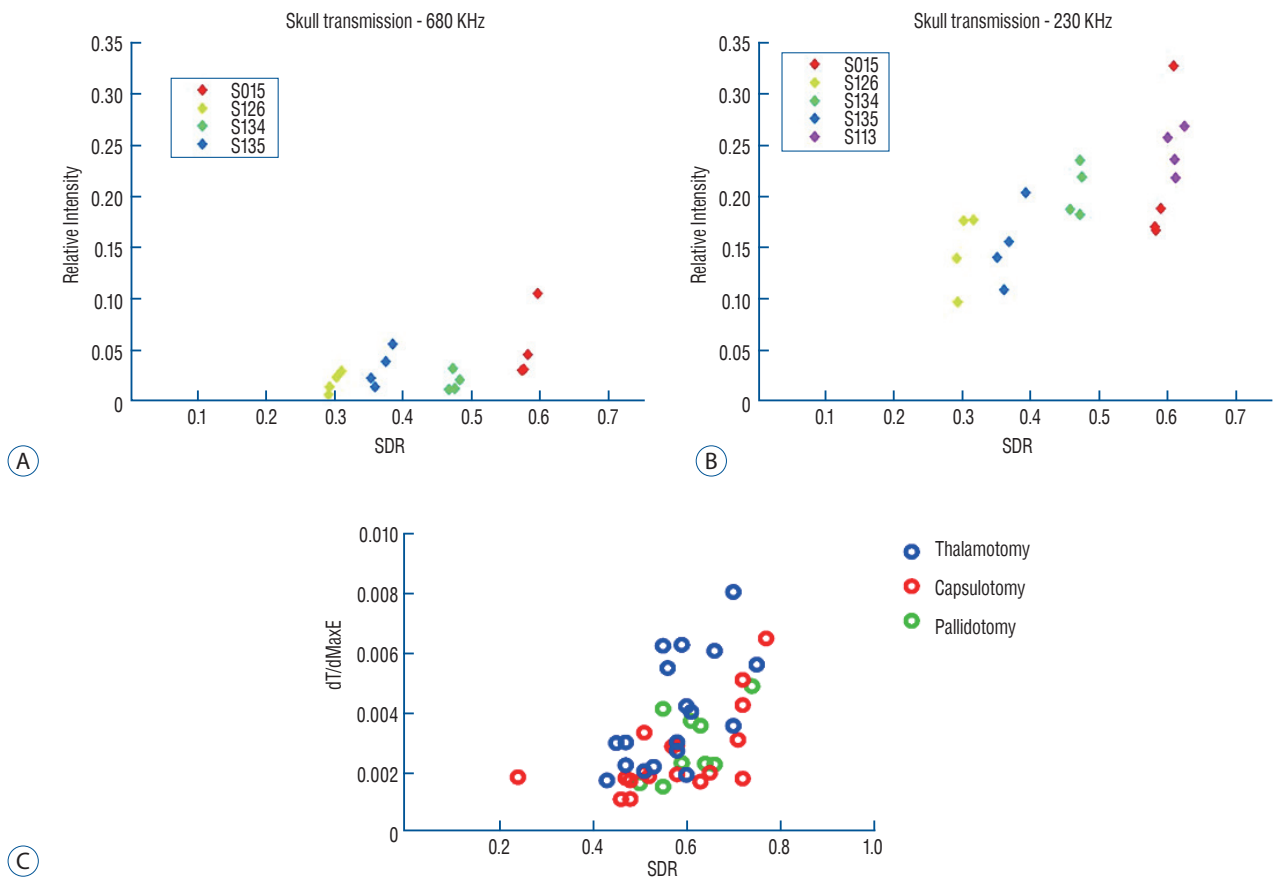 Skull transmission - 680 KHz
0.35
0.30
0.25
0.20
0.15
0.10
0.05
0
Relative Intensity
S015
S126
S134
S135
0.1 0.2 0.3 0.4 0.5 0.6 0.7
SDR
A
Skull transmission - 230 KHz
0.35
0.30
0.25
0.20
0.15
0.10
0.05
0
Relative Intensity
S015
S126
S134
S135
S113
0.1 0.2 0.3 0.4 0.5 0.6 0.7
SDR
B
0.010
0.008
0.006
0.004
0.002
0
dT/dMaxE
0.2 0.4 0.6 0.8 1.0
SDR
Thalamotomy
Capsulotomy
Pallidotomy
C